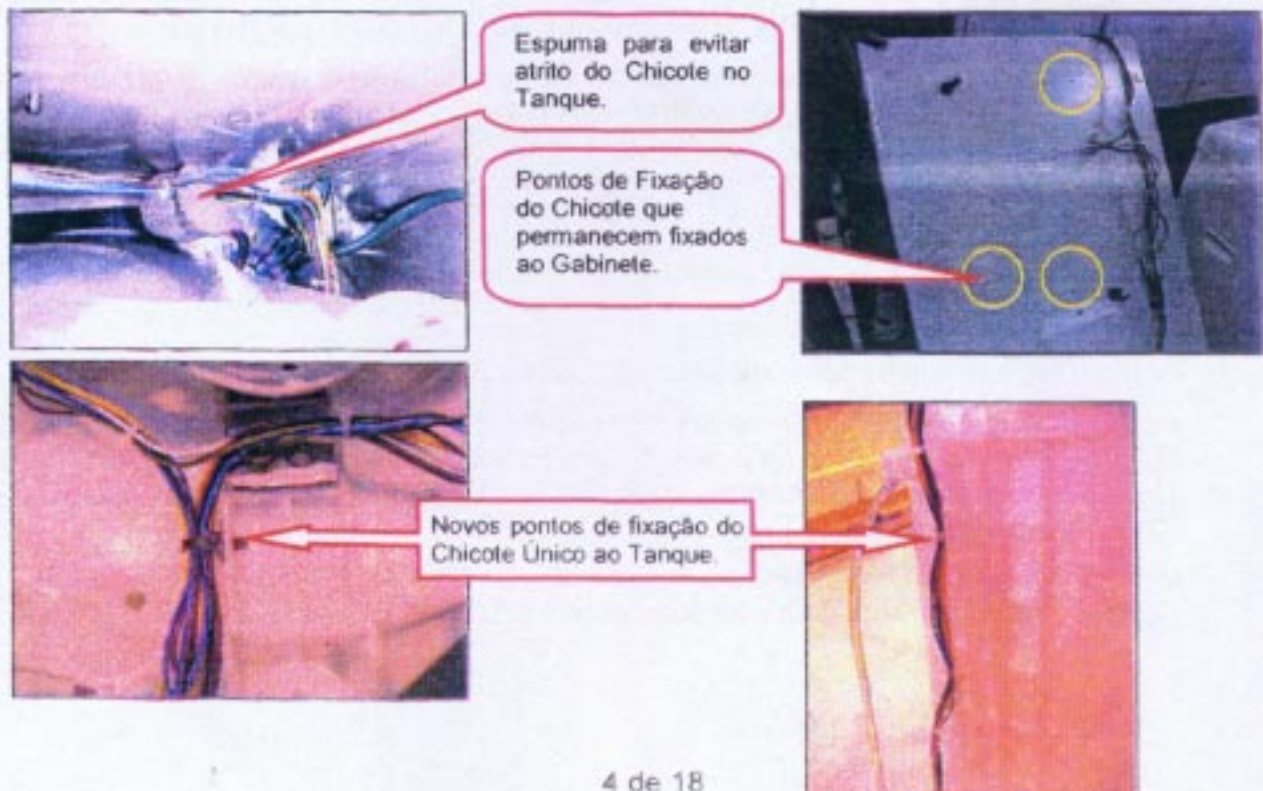 Espuma para evitar
atrito do Chicote no
Tanque.
Pontos de Fixação
do Chicote que
permanecem fixados
ao Gabinete.
Novos pontos de fixação do
Chicote Único ao Tanque.
4 de 18